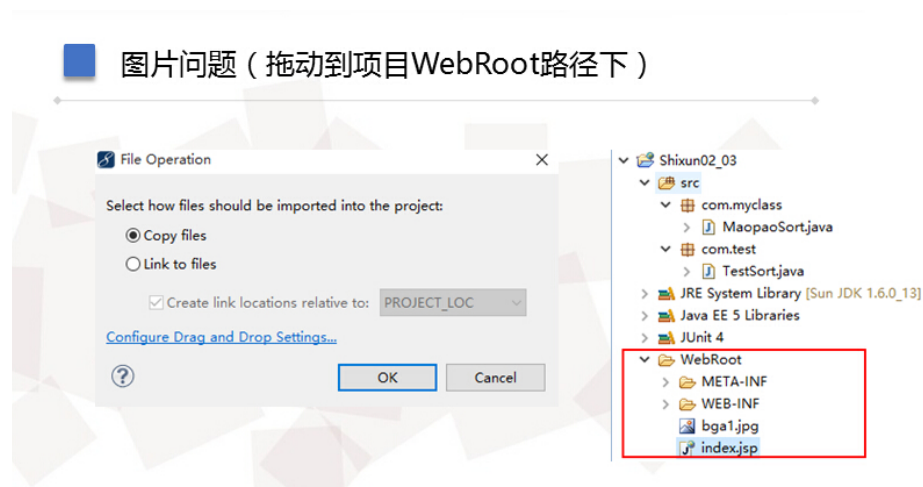 图片问题（拖动到项目WebRoot路径下）
File Operation
Select how files should be imported into the project:
Copy files
Link to files
Create link locations relative to: PROJECT_LOC
Configure Drag and Drop Settings...
?
OK Cancel
Shixun02_03
src
com.myclass
MaopaoSort.java
com.test
TestSort.java
JRE System Library [Sun JDK 1.6.0_13]
Java EE 5 Libraries
JUnit 4
WebRoot
META-INF
WEB-INF
bga1.jpg
index.jsp